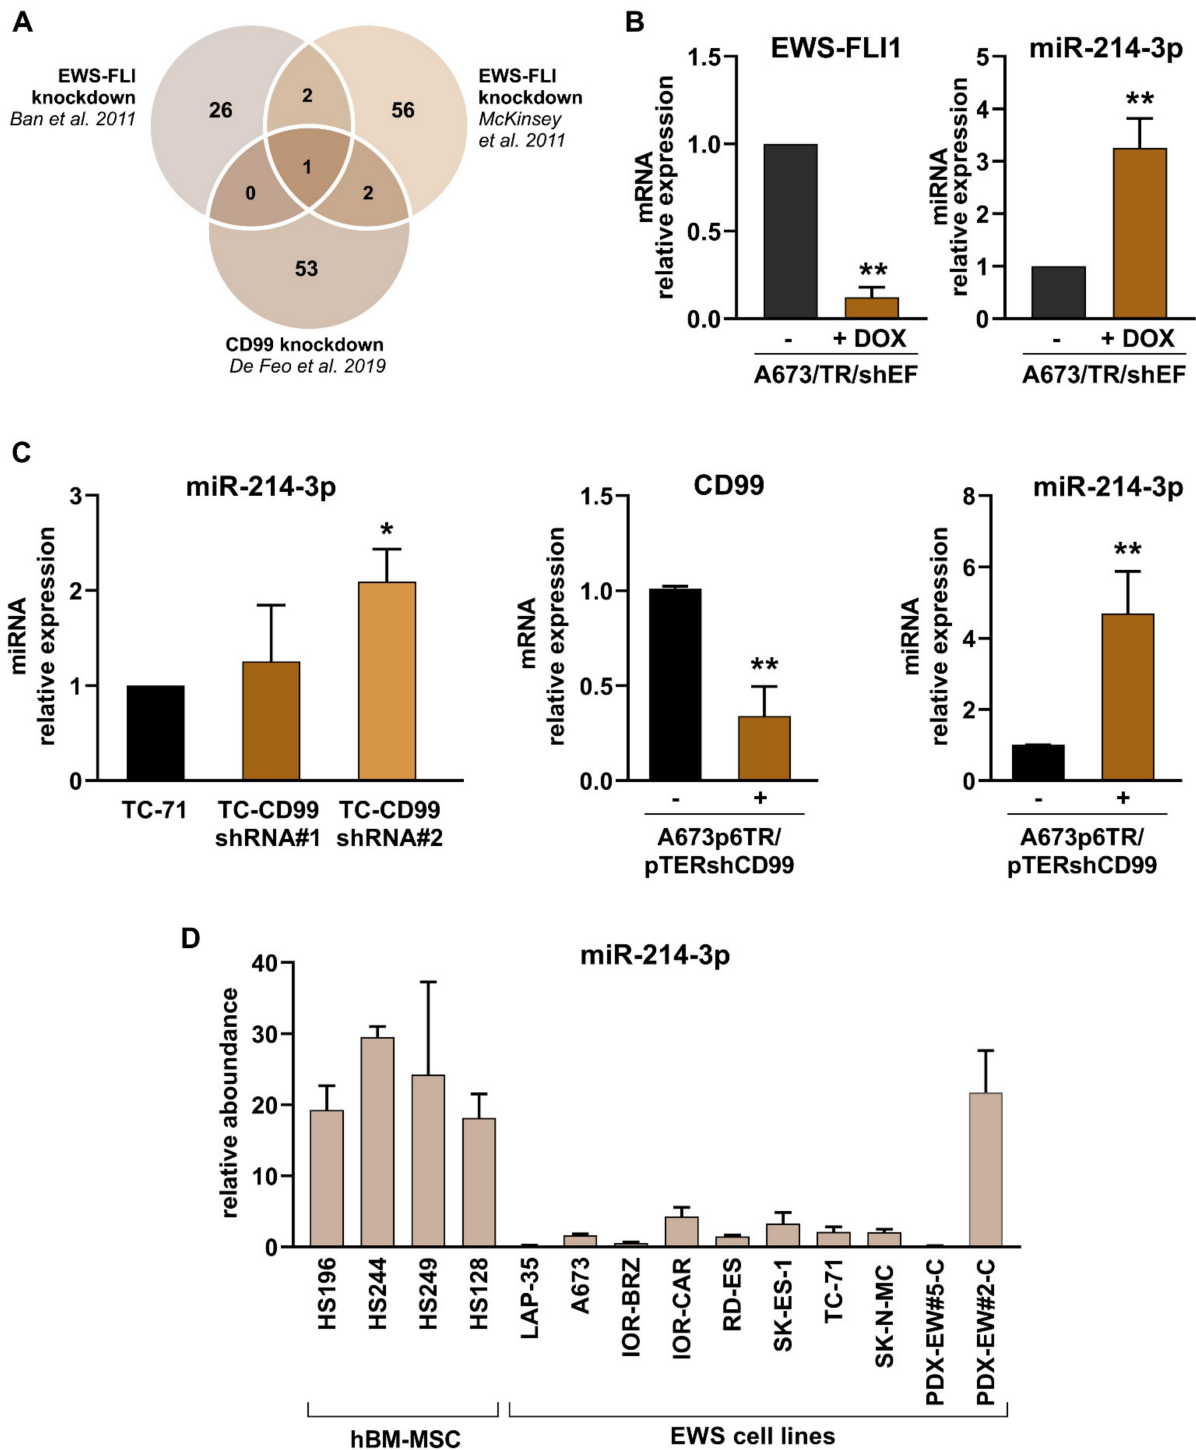 A
EWS-FLI
knockdown
Ban et al. 2011
EWS-FLI
knockdown
McKinsey
et al. 2011
26
2
56
1
0
2
53
CD99 knockdown
De Feo et al. 2019
B
EWS-FLI1
mRNA
relative expression
1.5
1.0
0.5
0.0
**
-
+ DOX
A673/TR/shEF
miR-214-3p
miRNA
relative expression
5
4
3
2
1
0
**
-
+ DOX
A673/TR/shEF
C
miR-214-3p
miRNA
relative expression
3
2
1
0
*
TC-71
TC-CD99
shRNA#1
TC-CD99
shRNA#2
CD99
mRNA
relative expression
1.5
1.0
0.5
0.0
**
-
+
A673p6TR/
pTERshCD99
miR-214-3p
miRNA
relative expression
8
6
4
2
0
**
-
+
A673p6TR/
pTERshCD99
D
miR-214-3p
relative aboundance
40
30
20
10
0
HS196
HS244
HS249
HS128
LAP-35
A673
IOR-BRZ
IOR-CAR
RD-ES
SK-ES-1
TC-71
SK-N-MC
PDX-EW#5-C
PDX-EW#2-C
hBM-MSC
EWS cell lines